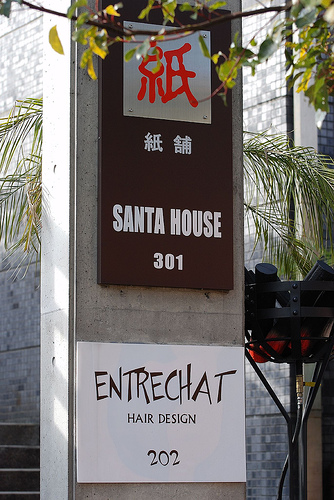 紙
紙舗
SANTA HOUSE
301
ENTRECHAT
HAIR DESIGN
202